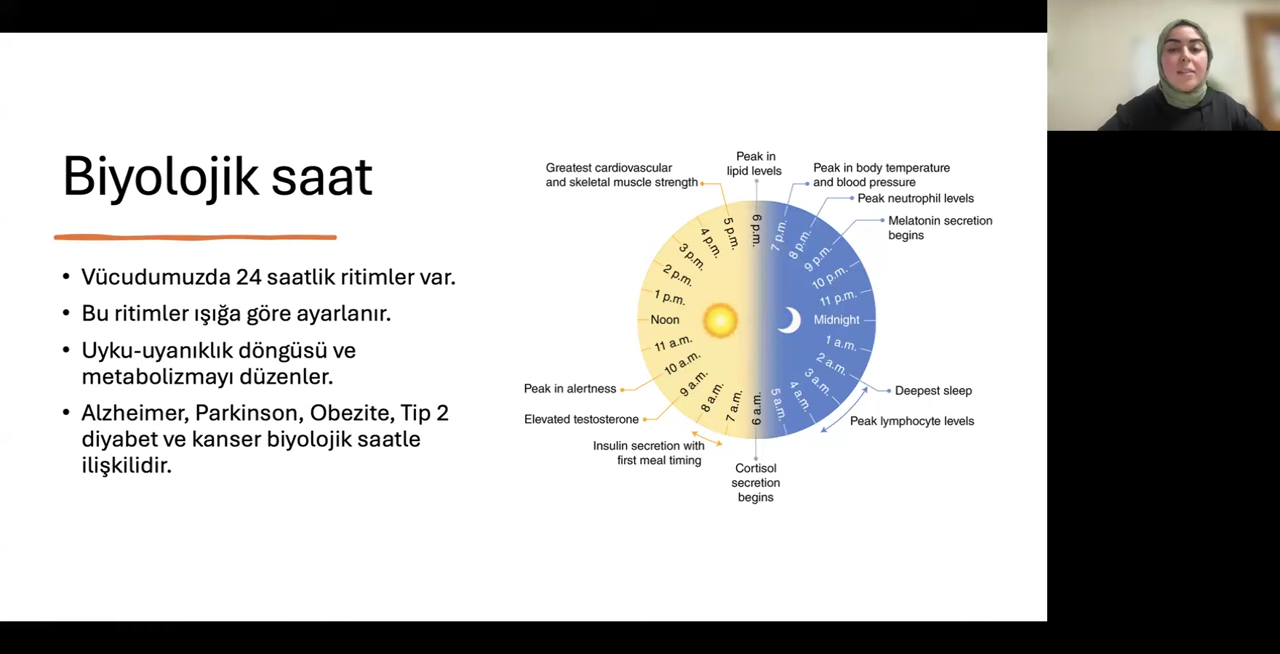 Biyolojik saat
• Vücudumuzda 24 saatlik ritimler var.
• Bu ritimler ışığa göre ayarlanır.
• Uyku-uyanıklık döngüsü ve
metabolizmayı düzenler.
• Alzheimer, Parkinson, Obezite, Tip 2
diyabet ve kanser biyolojik saatle
ilişkilidir.
Greatest cardiovascular
and skeletal muscle strength
Peak in
lipid levels
Peak in body temperature
and blood pressure
Peak neutrophil levels
Melatonin secretion
begins
6 p.m.
7 p.m.
8 p.m.
9 p.m.
10 p.m.
11 p.m.
Midnight
1 a.m.
2 a.m.
3 a.m.
4 a.m.
5 a.m.
6 a.m.
7 a.m.
8 a.m.
9 a.m.
10 a.m.
11 a.m.
Noon
1 p.m.
2 p.m.
3 p.m.
4 p.m.
5 p.m.
Deepest sleep
Peak lymphocyte levels
Peak in alertness
Elevated testosterone
Insulin secretion with
first meal timing
Cortisol
secretion
begins